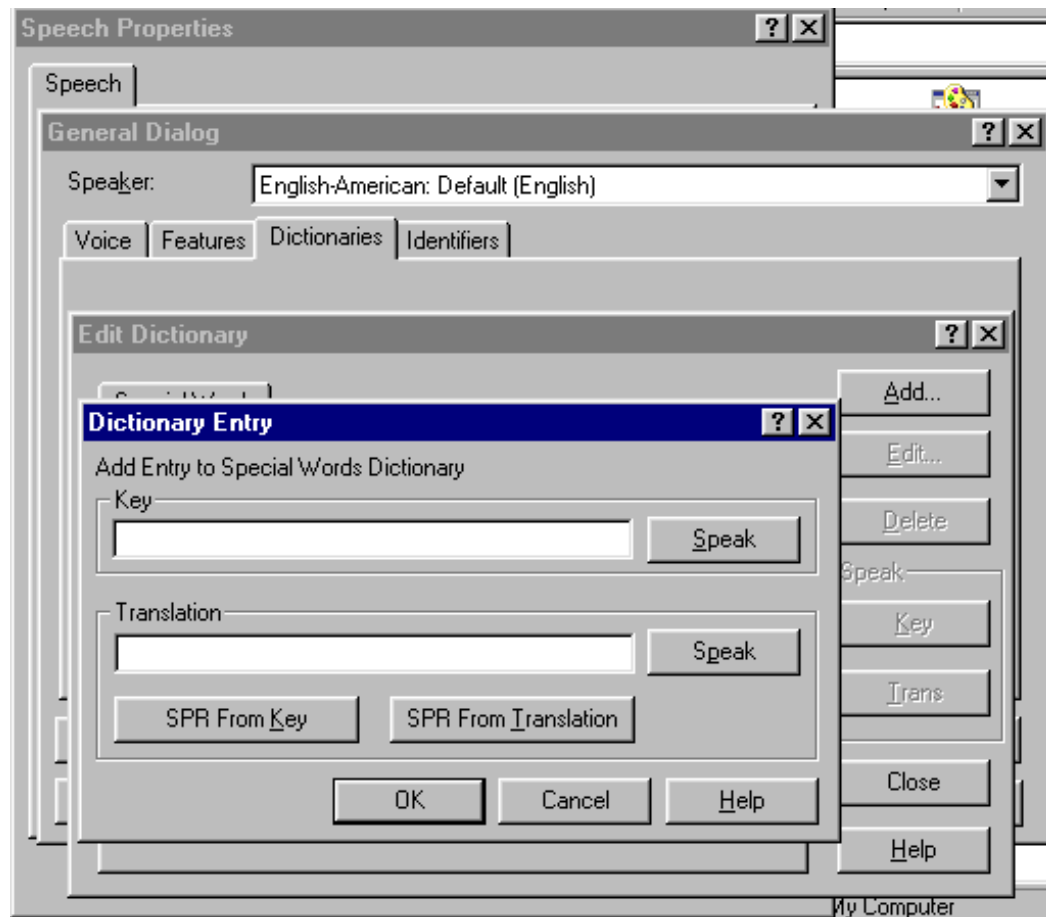 Speech Properties
Speech
General Dialog
Speaker:
English-American: Default (English)
Voice
Features
Dictionaries
Identifiers
Edit Dictionary
Add...
Dictionary Entry
Edit...
Add Entry to Special Words Dictionary
Key
Speak
Delete
Speak
Translation
Key
Speak
Trans
SPR From Key
SPR From Translation
OK
Cancel
Help
Close
Help
My Computer